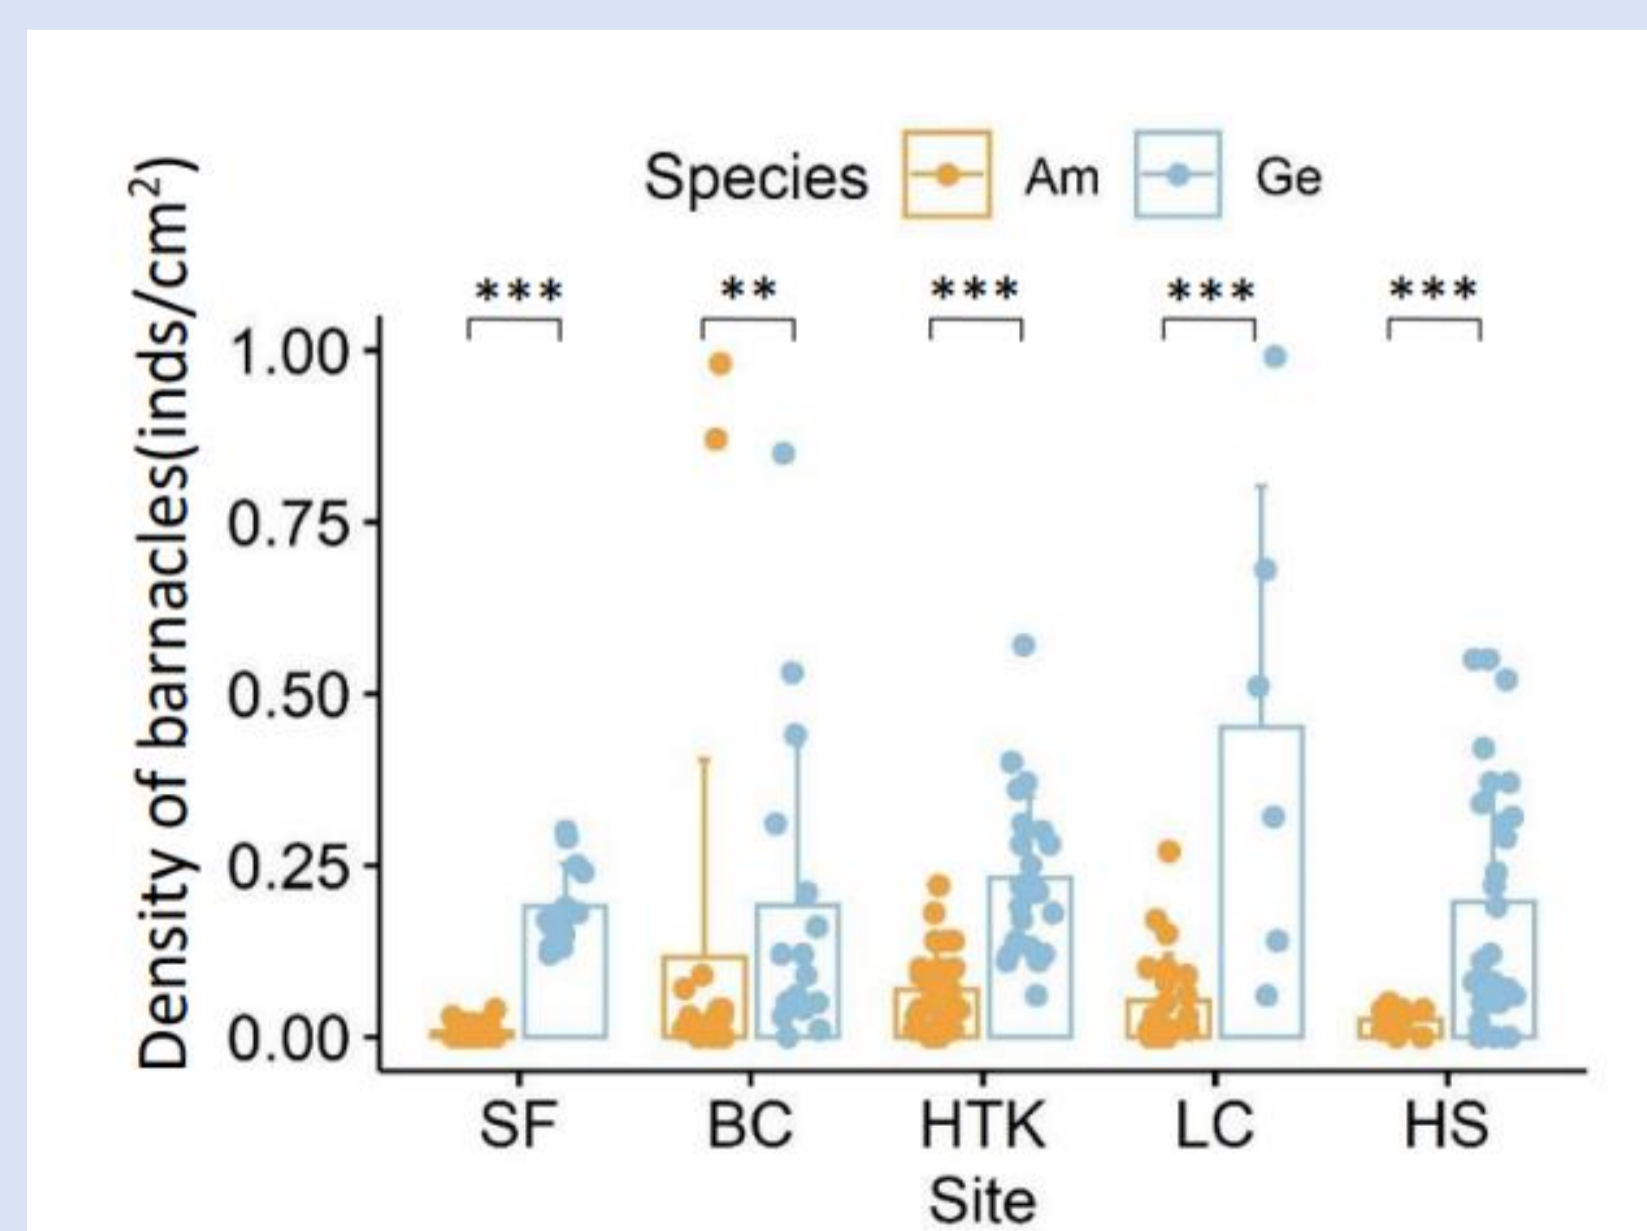 Species Am Ge
*** ** *** *** ***
Density of barnacles(inds/cm²)
1.00
0.75
0.50
0.25
0.00
SF BC HTK LC HS
Site